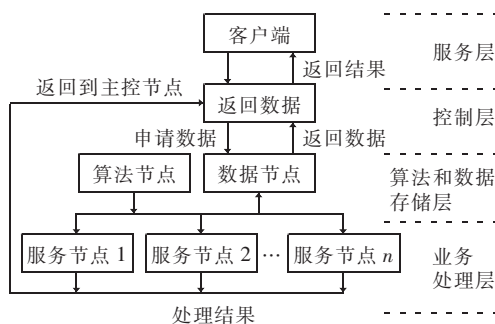 客户端
服务层
返回结果
返回到主控节点
返回数据
控制层
申请数据
返回数据
算法节点
数据节点
算法和数据
存储层
服务节点 1
服务节点 2
…
服务节点 n
业务
处理层
处理结果